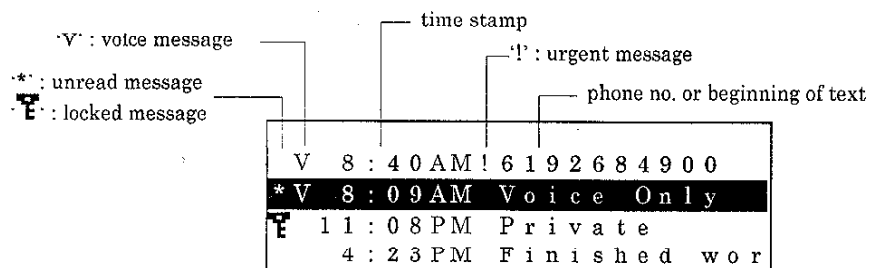 time stamp
'V' : voice message
'!' : urgent message
'*' : unread message
phone no. or beginning of text
: locked message
V 8:40AM!6192684900
*V 8:09AM Voice Only
11:08PM Private
4:23PM Finished wor